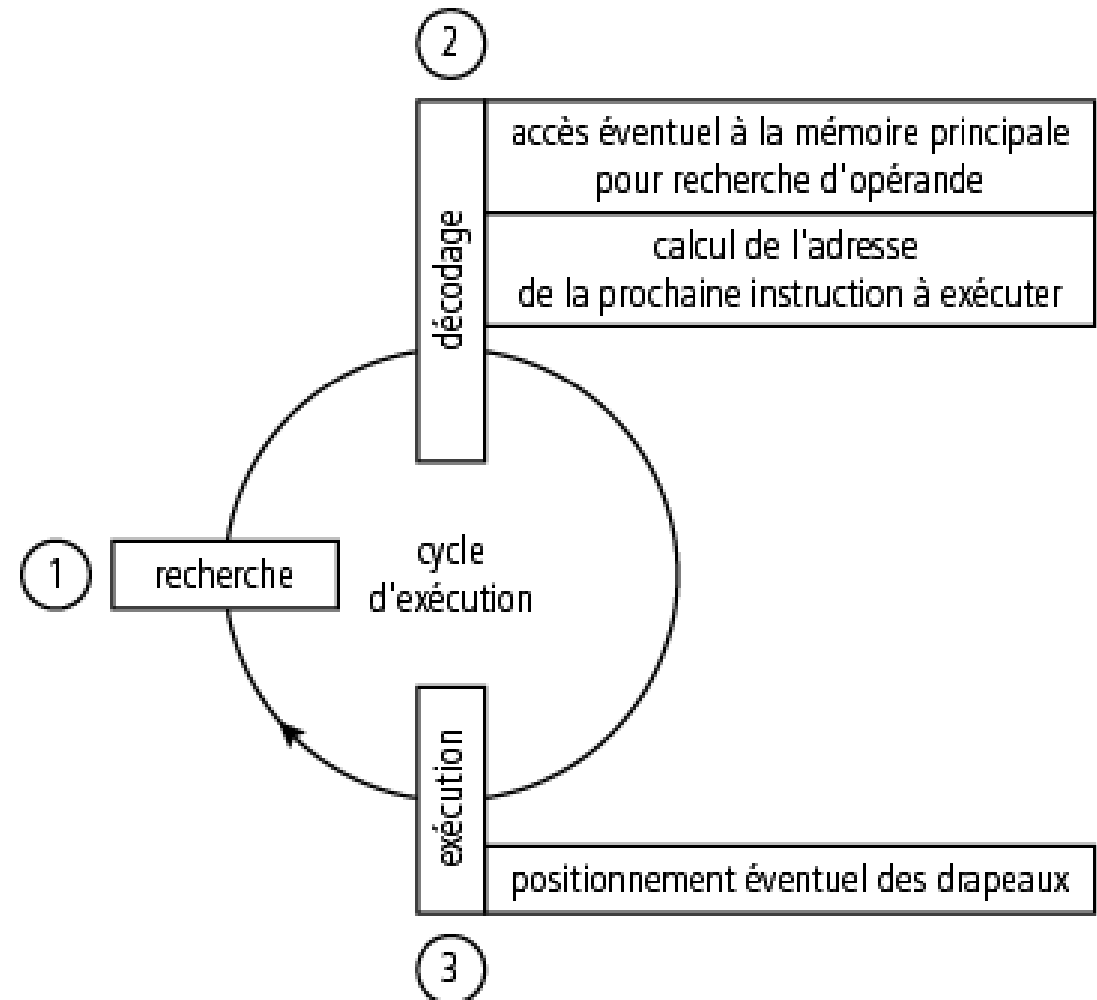 2
accès éventuel à la mémoire principale
pour recherche d'opérande
calcul de l'adresse
de la prochaine instruction à exécuter
décodage
1
recherche
cycle
d'exécution
exécution
positionnement éventuel des drapeaux
3